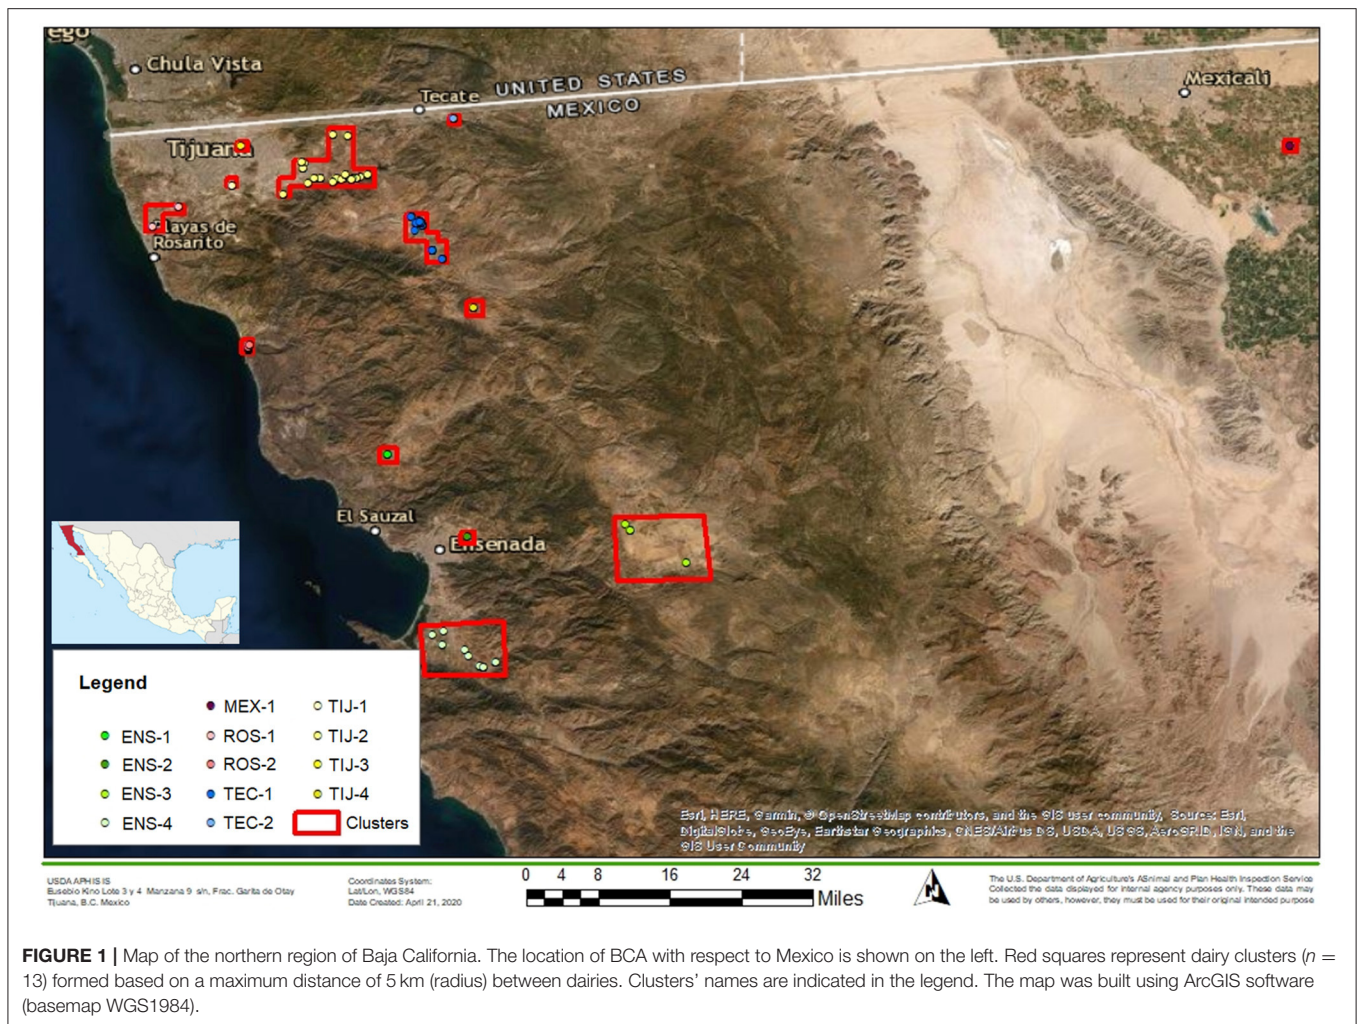 ego
Chula Vista
Tecate
UNITED STATES
MEXICO
Mexicali
Tijuana
Playas de
Rosarito
El Sauzal
Ensenada
Legend
MEX-1
TIJ-1
ENS-1
ROS-1
TIJ-2
ENS-2
ROS-2
TIJ-3
ENS-3
TEC-1
TIJ-4
ENS-4
TEC-2
Clusters
Esri, HERE, Garmin, © OpenStreetMap contributors, and the GIS user community, Source: Esri,
DigitalGlobe, GeoEye, Earthstar Geographics, CNES/Airbus DS, USDA, USGS, AeroGRID, IGN, and the
GIS User Community
USDA APHIS IS
Eusebio Kino Lote 3 y 4 Manzana 9 s/n, Frac. Garita de Otay
Tijuana, B.C. Mexico
Coordinates System:
Lat/Lon, WGS84
Date Created: April 21, 2020
0 4 8 16 24 32
Miles
N
The U.S. Department of Agriculture's ASnimal and Plan Health Inspection Service
Collected the data displayed for internal agency purposes only. These data may
be used by others, however, they must be used for their original intended purpose
FIGURE 1 | Map of the northern region of Baja California. The location of BCA with respect to Mexico is shown on the left. Red squares represent dairy clusters (n =
13) formed based on a maximum distance of 5 km (radius) between dairies. Clusters' names are indicated in the legend. The map was built using ArcGIS software
(basemap WGS1984).